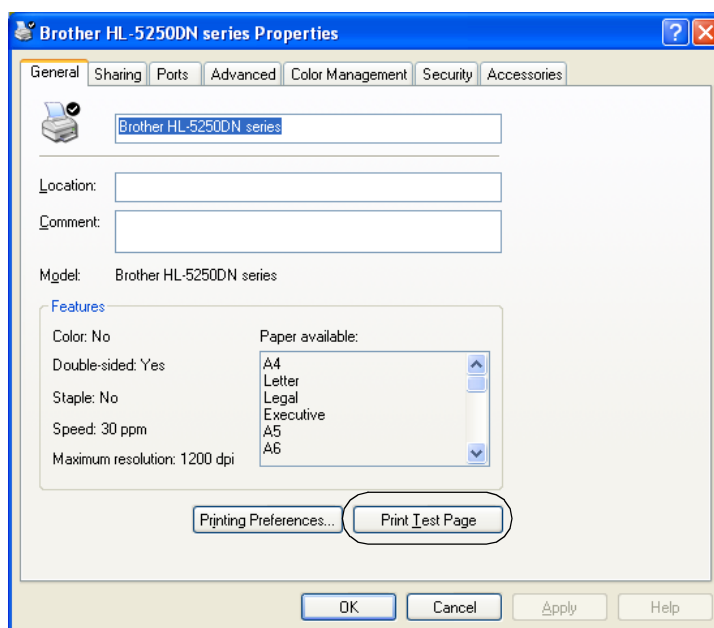 Brother HL-5250DN series Properties
General Sharing Ports Advanced Color Management Security Accessories
Brother HL-5250DN series
Location:
Comment:
Model: Brother HL-5250DN series
Features
Color: No
Paper available:
Double-sided: Yes
Staple: No
Speed: 30 ppm
Maximum resolution: 1200 dpi
A4
Letter
Legal
Executive
A5
A6
Printing Preferences... Print Test Page
OK Cancel Apply Help